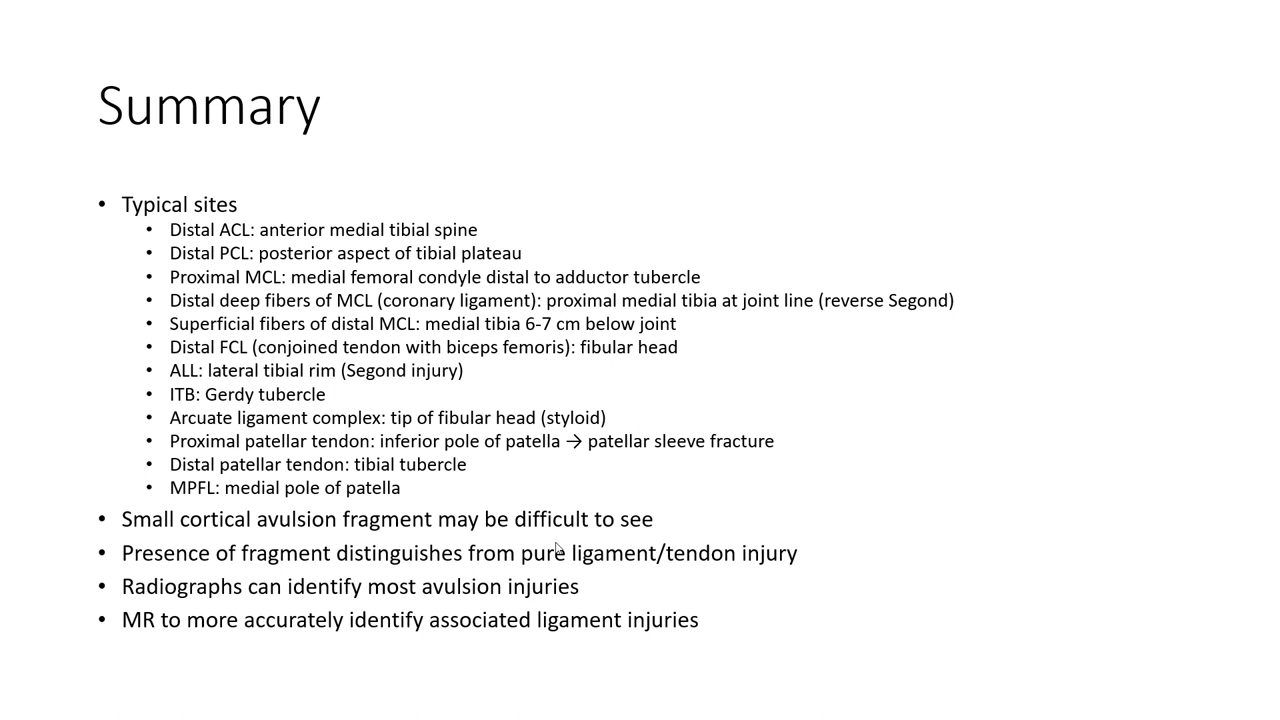 Summary
• Typical sites
• Distal ACL: anterior medial tibial spine
• Distal PCL: posterior aspect of tibial plateau
• Proximal MCL: medial femoral condyle distal to adductor tubercle
• Distal deep fibers of MCL (coronary ligament): proximal medial tibia at joint line (reverse Segond)
• Superficial fibers of distal MCL: medial tibia 6-7 cm below joint
• Distal FCL (conjoined tendon with biceps femoris): fibular head
• ALL: lateral tibial rim (Segond injury)
• ITB: Gerdy tubercle
• Arcuate ligament complex: tip of fibular head (styloid)
• Proximal patellar tendon: inferior pole of patella → patellar sleeve fracture
• Distal patellar tendon: tibial tubercle
• MPFL: medial pole of patella
• Small cortical avulsion fragment may be difficult to see
• Presence of fragment distinguishes from pure ligament/tendon injury
• Radiographs can identify most avulsion injuries
• MR to more accurately identify associated ligament injuries